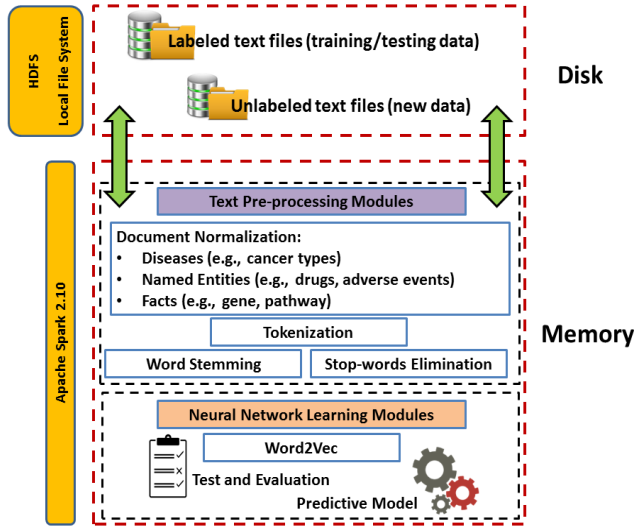 HDFS
Local File System
Labeled text files (training/testing data)
Unlabeled text files (new data)
Disk
Apache Spark 2.10
Text Pre-processing Modules
Document Normalization:
• Diseases (e.g., cancer types)
• Named Entities (e.g., drugs, adverse events)
• Facts (e.g., gene, pathway)
Tokenization
Word Stemming
Stop-words Elimination
Memory
Neural Network Learning Modules
Word2Vec
Test and Evaluation
Predictive Model